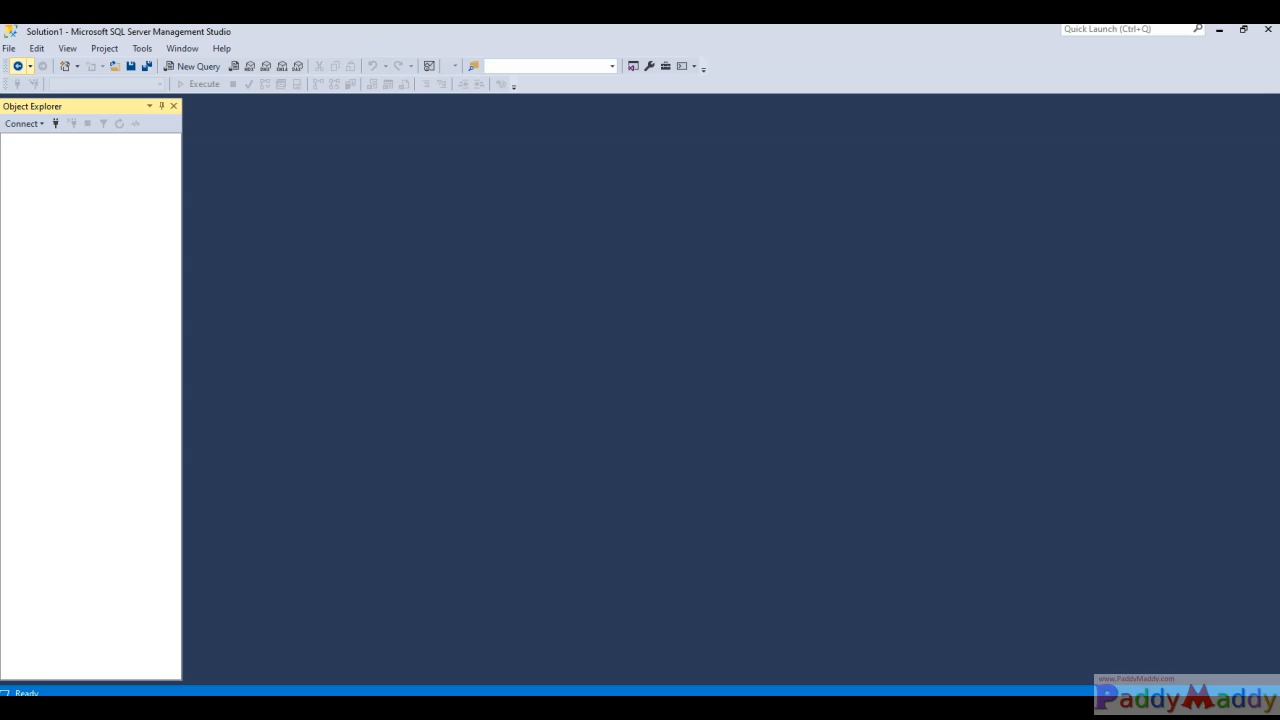 Solution1 - Microsoft SQL Server Management Studio
Quick Launch (Ctrl+Q)
File Edit View Project Tools Window Help
New Query
Execute
Object Explorer
Connect
Ready
www.PaddyMaddy.com
PaddyMaddy